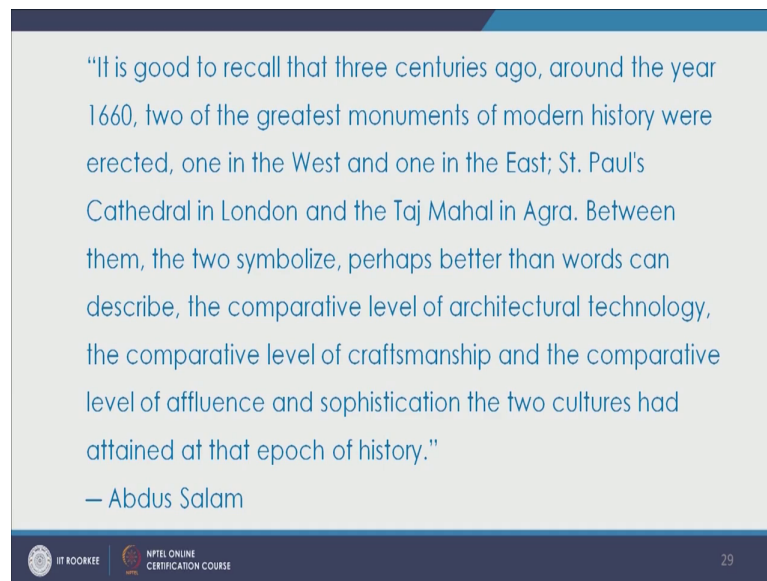 “It is good to recall that three centuries ago, around the year
1660, two of the greatest monuments of modern history were
erected, one in the West and one in the East; St. Paul's
Cathedral in London and the Taj Mahal in Agra. Between
them, the two symbolize, perhaps better than words can
describe, the comparative level of architectural technology,
the comparative level of craftsmanship and the comparative
level of affluence and sophistication the two cultures had
attained at that epoch of history.”
― Abdus Salam
IIT ROORKEE
NPTEL ONLINE
CERTIFICATION COURSE
29